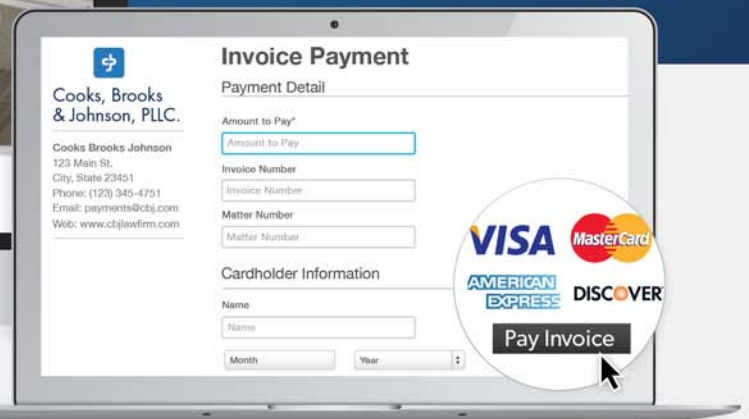 Cooks, Brooks
& Johnson, PLLC.
Cooks Brooks Johnson
123 Main St.
City, State 23451
Phone: (123) 345-4751
Email: payments@cbj.com
Web: www.cbjlawfirm.com
Invoice Payment
Payment Detail
Amount to Pay*
Amount to Pay
Invoice Number
Invoice Number
Matter Number
Matter Number
Cardholder Information
Name
Name
Month Year
VISA MasterCard
AMERICAN EXPRESS DISCOVER
Pay Invoice